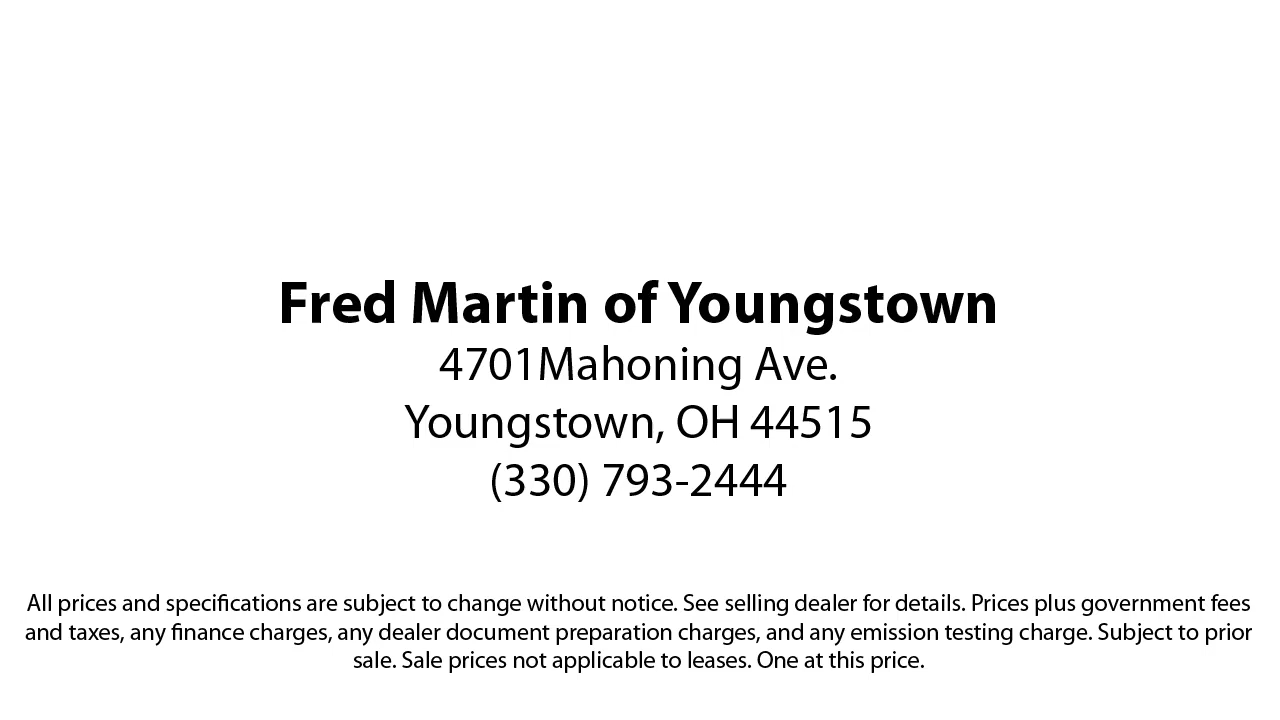 Fred Martin of Youngstown
4701Mahoning Ave.
Youngstown, OH 44515
(330) 793-2444
All prices and specifications are subject to change without notice. See selling dealer for details. Prices plus government fees
and taxes, any finance charges, any dealer document preparation charges, and any emission testing charge. Subject to prior
sale. Sale prices not applicable to leases. One at this price.